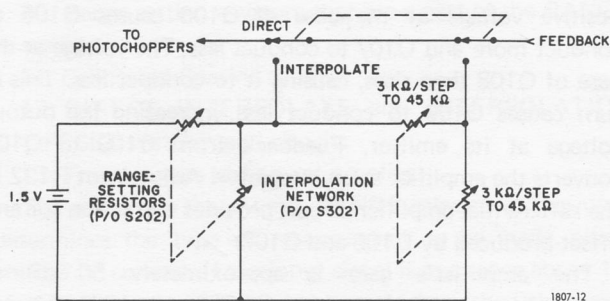 DIRECT
TO
PHOTOCHOPPERS
FEEDBACK
INTERPOLATE
3 KΩ/STEP
TO 45 KΩ
RANGE-
SETTING
RESISTORS
(P/O S202)
1.5 V
INTERPOLATION
NETWORK
(P/O S302)
3 KΩ/STEP
TO 45 KΩ
1807-12